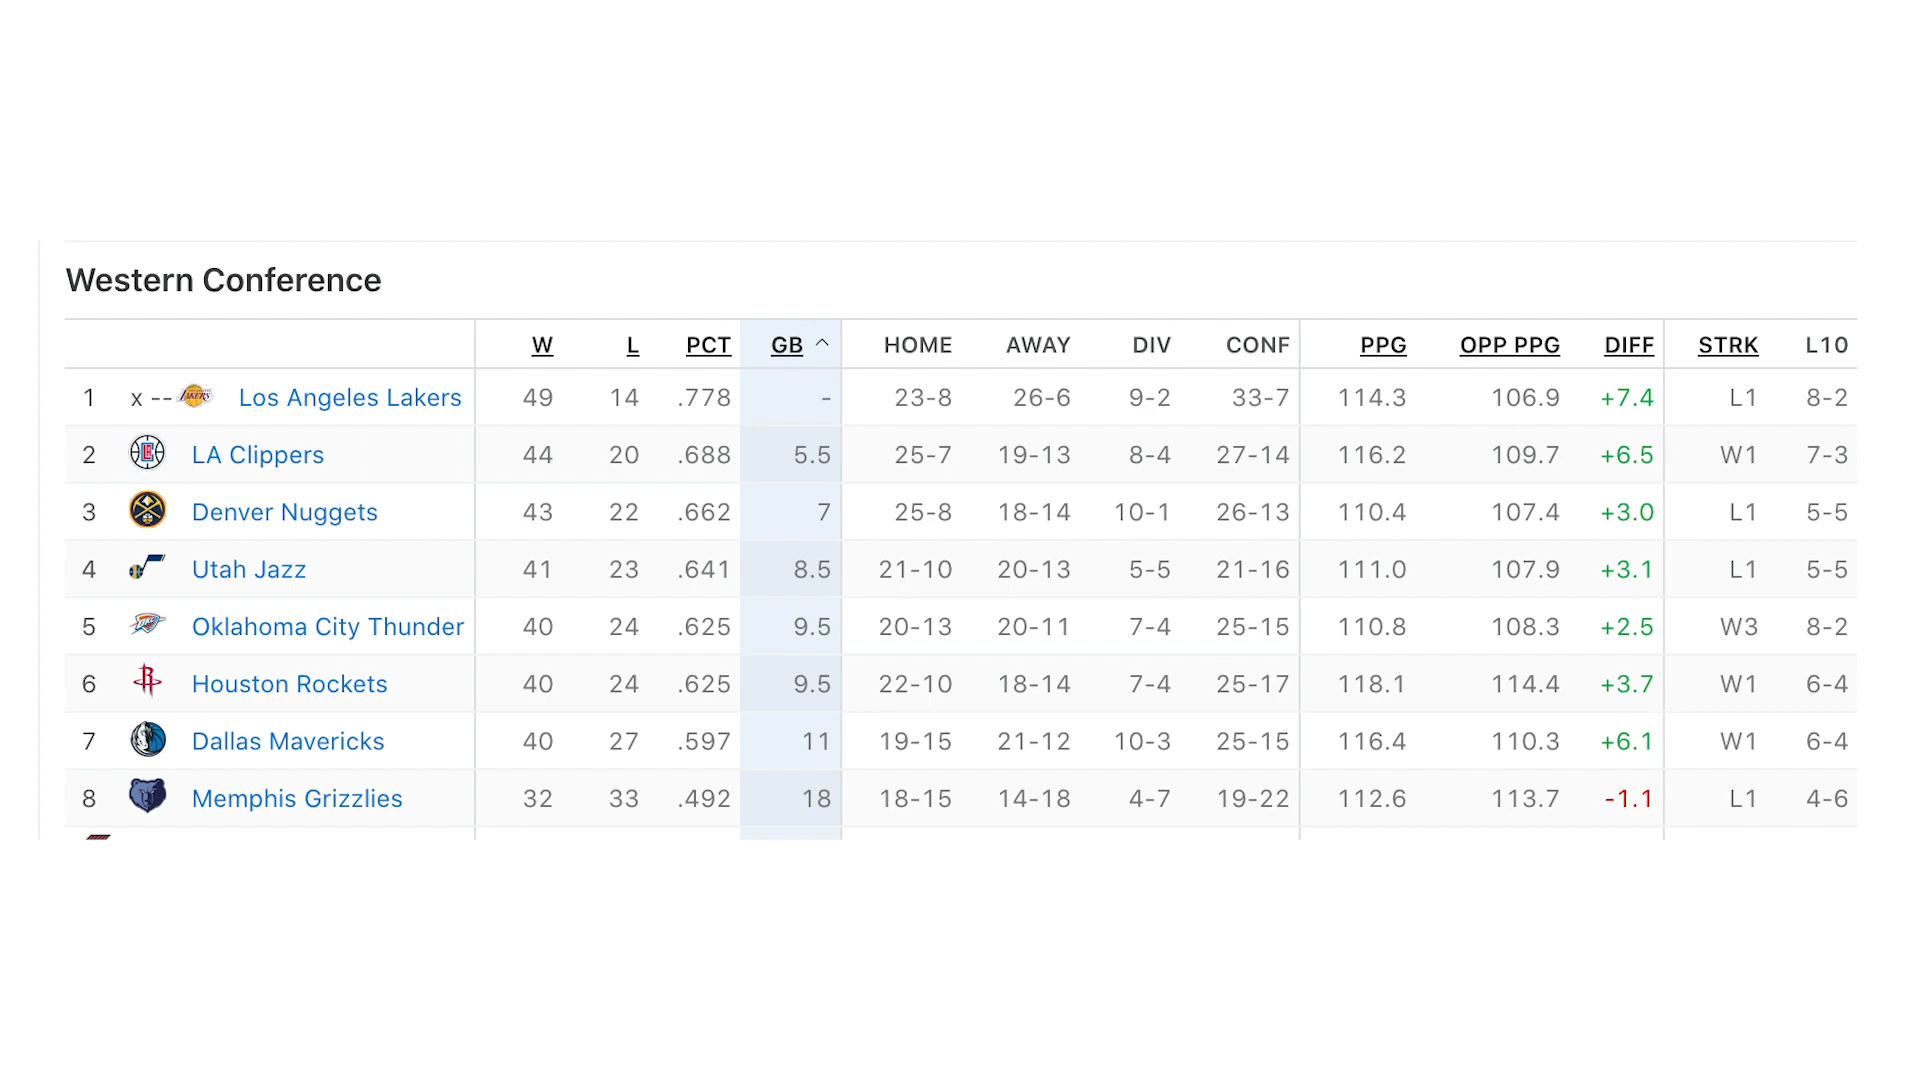 Western Conference
W L PCT GB HOME AWAY DIV CONF PPG OPP PPG DIFF STRK L10
1 x -- LAKERS Los Angeles Lakers 49 14 .778 - 23-8 26-6 9-2 33-7 114.3 106.9 +7.4 L1 8-2
2 LA Clippers 44 20 .688 5.5 25-7 19-13 8-4 27-14 116.2 109.7 +6.5 W1 7-3
3 Denver Nuggets 43 22 .662 7 25-8 18-14 10-1 26-13 110.4 107.4 +3.0 L1 5-5
4 Utah Jazz 41 23 .641 8.5 21-10 20-13 5-5 21-16 111.0 107.9 +3.1 L1 5-5
5 Oklahoma City Thunder 40 24 .625 9.5 20-13 20-11 7-4 25-15 110.8 108.3 +2.5 W3 8-2
6 Houston Rockets 40 24 .625 9.5 22-10 18-14 7-4 25-17 118.1 114.4 +3.7 W1 6-4
7 Dallas Mavericks 40 27 .597 11 19-15 21-12 10-3 25-15 116.4 110.3 +6.1 W1 6-4
8 Memphis Grizzlies 32 33 .492 18 18-15 14-18 4-7 19-22 112.6 113.7 -1.1 L1 4-6